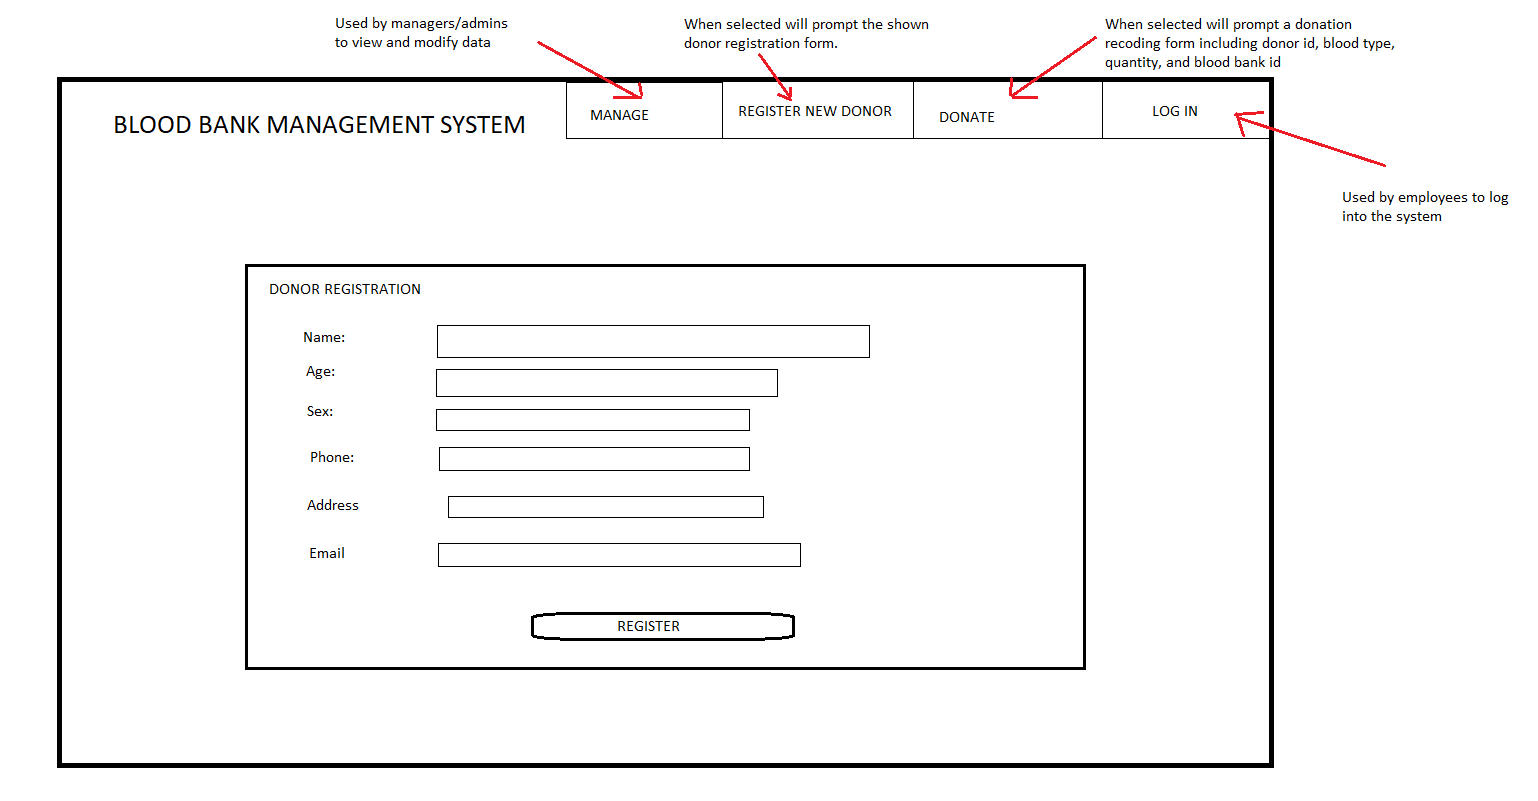 Used by managers/admins
to view and modify data
When selected will prompt the shown
donor registration form.
When selected will prompt a donation
recoding form including donor id, blood type,
quantity, and blood bank id
BLOOD BANK MANAGEMENT SYSTEM
MANAGE
REGISTER NEW DONOR
DONATE
LOG IN
Used by employees to log
into the system
DONOR REGISTRATION
Name:
Age:
Sex:
Phone:
Address
Email
REGISTER